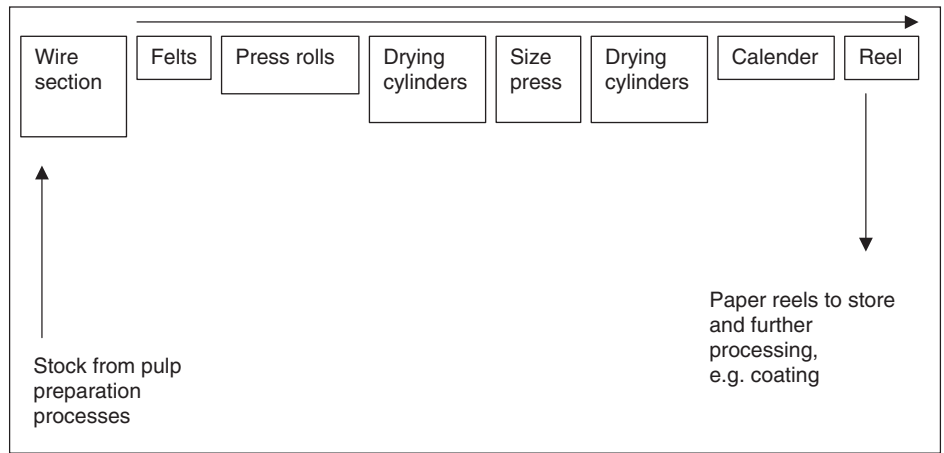 Wire
section
Felts
Press rolls
Drying
cylinders
Size
press
Drying
cylinders
Calender
Reel
Stock from pulp
preparation
processes
Paper reels to store
and further
processing,
e.g. coating